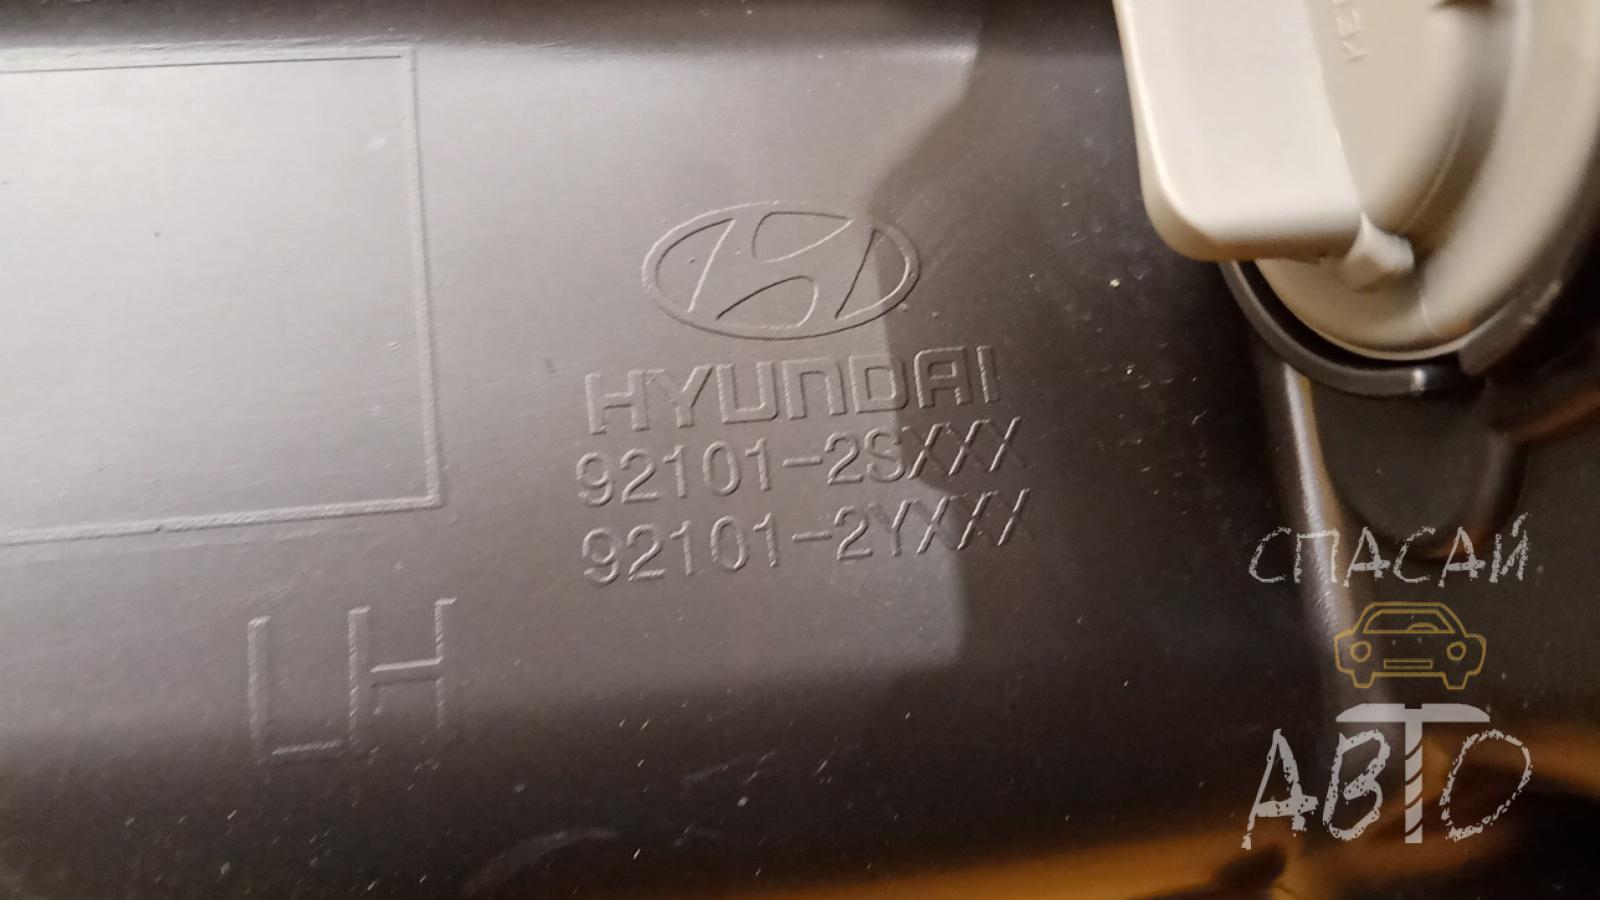 HYUNDAI
92101-2SXXX
92101-2YXXX
LH
СПАСАЙ
АВТО